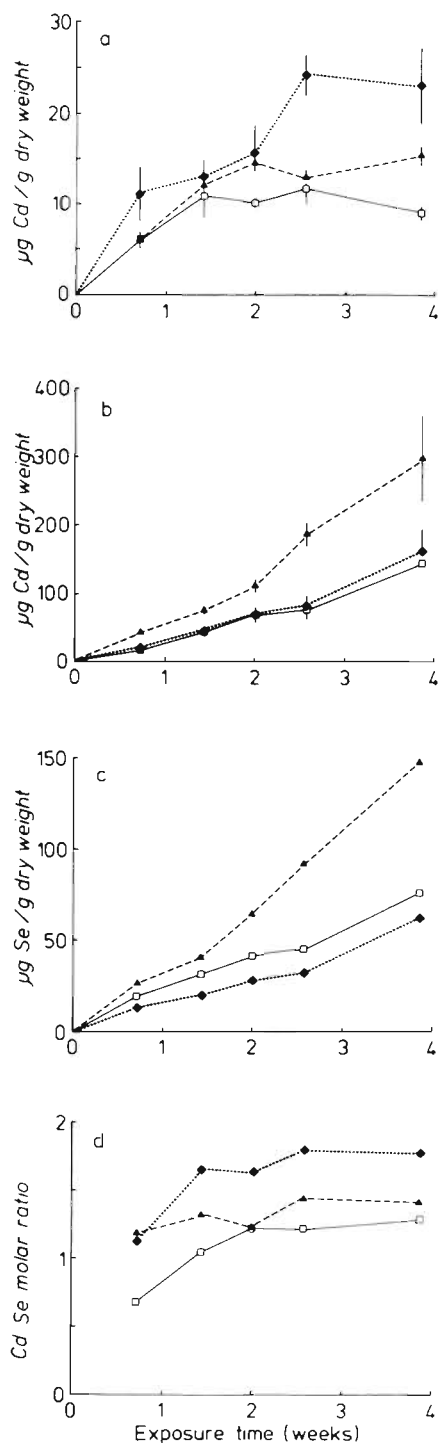 a
30
20
10
0
µg Cd/g dry weight
0 1 2 3 4
b
400
300
200
100
0
µg Cd/g dry weight
0 1 2 3 4
c
150
100
50
0
µg Se/g dry weight
0 1 2 3 4
d
2
1
0
Cd Se molar ratio
0 1 2 3 4
Exposure time (weeks)